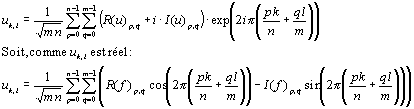 u_{k,l} = \frac{1}{\sqrt{mn}} \sum_{p=0}^{n-1} \sum_{q=0}^{m-1} (R(u)_{p,q} + i \cdot I(u)_{p,q}) \cdot \exp\left(2i\pi\left(\frac{pk}{n} + \frac{ql}{m}\right)\right)
Soit, comme u_{k,l} est réel :
u_{k,l} = \frac{1}{\sqrt{mn}} \sum_{p=0}^{n-1} \sum_{q=0}^{m-1} \left(R(f)_{p,q} \cos\left(2\pi\left(\frac{pk}{n} + \frac{ql}{m}\right)\right) - I(f)_{p,q} \sin\left(2\pi\left(\frac{pk}{n} + \frac{ql}{m}\right)\right)\right)